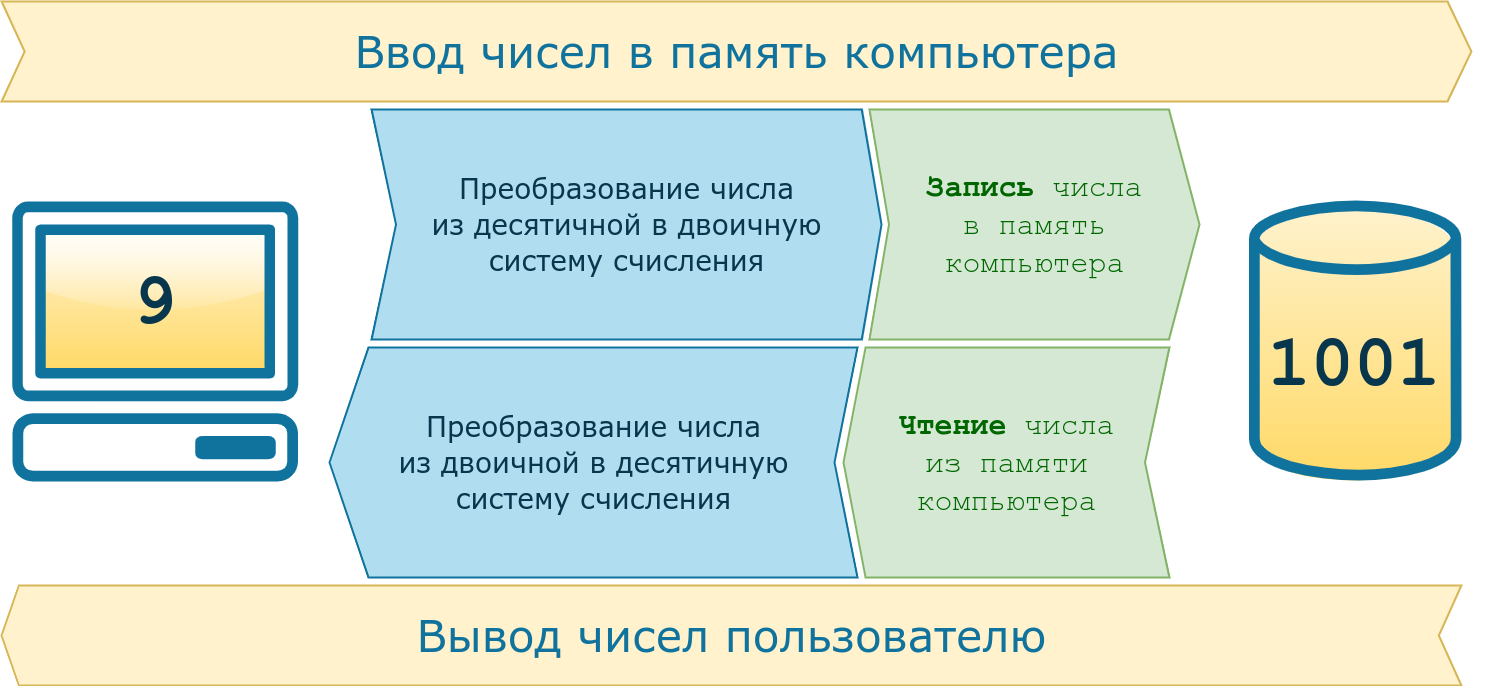 Ввод чисел в память компьютера
Преобразование числа
из десятичной в двоичную
систему счисления
Запись числа
в память
компьютера
9
1001
Преобразование числа
из двоичной в десятичную
систему счисления
Чтение числа
из памяти
компьютера
Вывод чисел пользователю